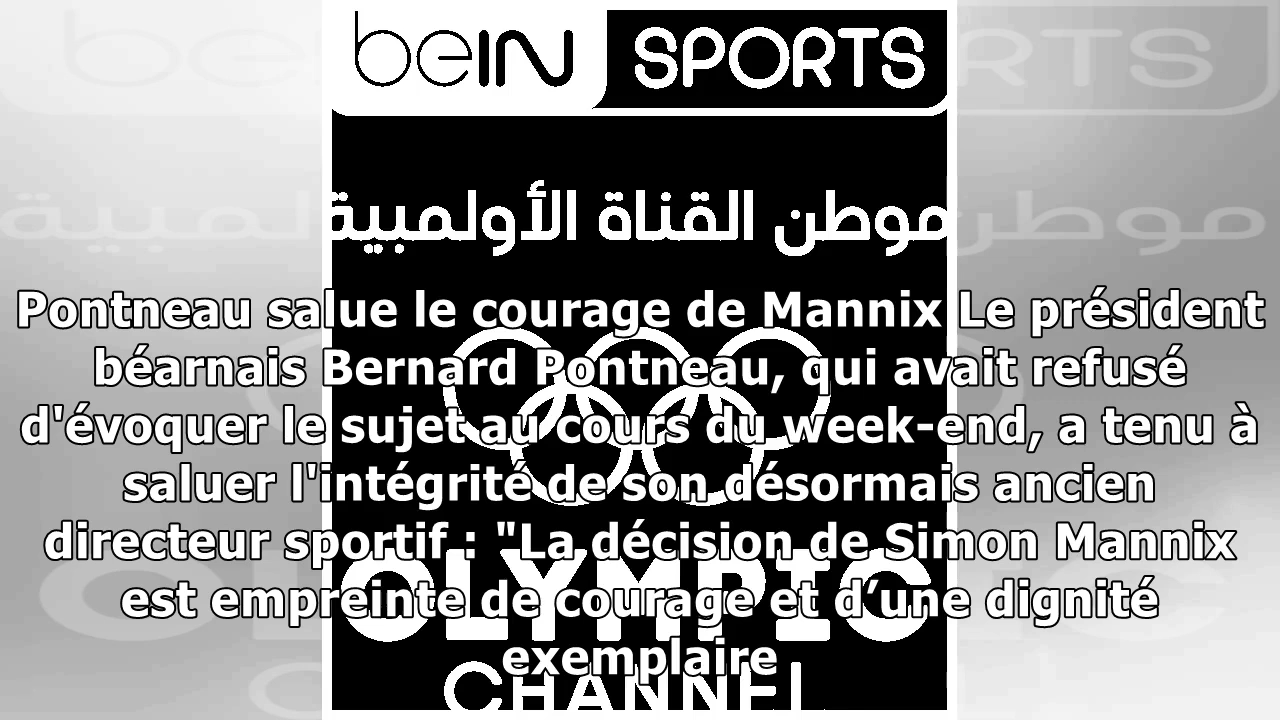 beIN SPORTS
موطن القناة الأولمبية
Pontneau salue le courage de Mannix Le président
béarnais Bernard Pontneau, qui avait refusé
d'évoquer le sujet au cours du week-end, a tenu à
saluer l'intégrité de son désormais ancien
directeur sportif : "La décision de Simon Mannix
est empreinte de courage et d’une dignité
exemplaire
OLYMPIC
CHANNEL